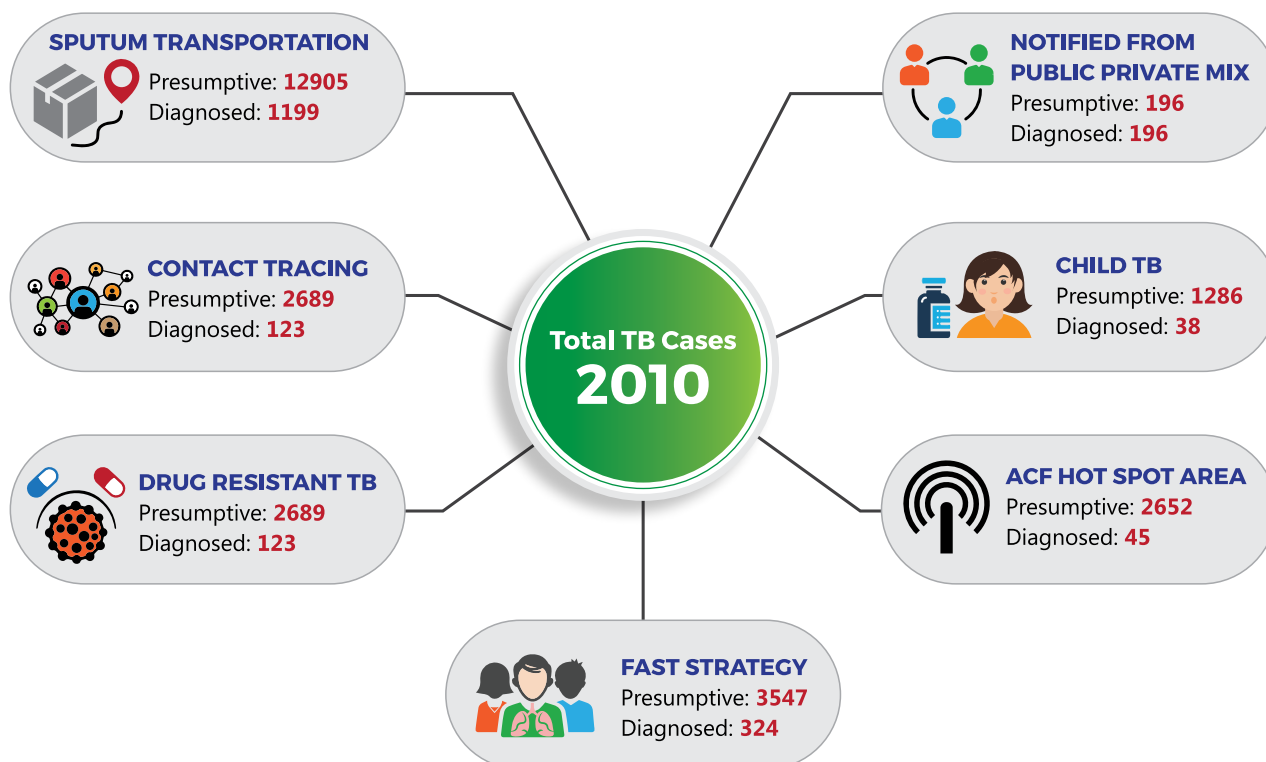 SPUTUM TRANSPORTATION
Presumptive: 12905
Diagnosed: 1199
NOTIFIED FROM
PUBLIC PRIVATE MIX
Presumptive: 196
Diagnosed: 196
CONTACT TRACING
Presumptive: 2689
Diagnosed: 123
CHILD TB
Presumptive: 1286
Diagnosed: 38
Total TB Cases
2010
DRUG RESISTANT TB
Presumptive: 2689
Diagnosed: 123
ACF HOT SPOT AREA
Presumptive: 2652
Diagnosed: 45
FAST STRATEGY
Presumptive: 3547
Diagnosed: 324